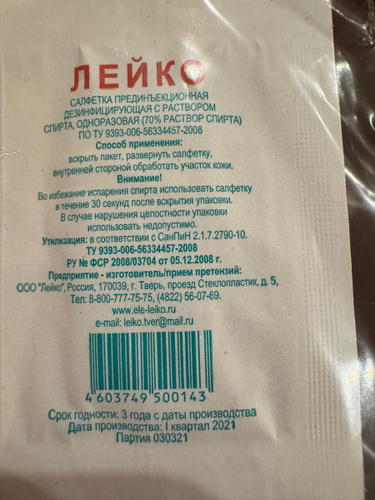 ЛЕЙКО
САЛФЕТКА ПРЕДИНЪЕКЦИОННАЯ
ДЕЗИНФИЦИРУЮЩАЯ С РАСТВОРОМ
СПИРТА, ОДНОРАЗОВАЯ (70% РАСТВОР СПИРТА)
ПО ТУ 9393-006-56334457-2008
Способ применения:
вскрыть пакет, развернуть салфетку,
внутренней стороной обработать участок кожи.
Внимание!
Во избежание испарения спирта использовать салфетку
в течение 30 секунд после вскрытия упаковки.
В случае нарушения целостности упаковки
использовать недопустимо.
Утилизация: в соответствии с СанПиН 2.1.7.2790-10.
ТУ 9393-006-56334457-2008
РУ № ФСР 2008/03704 от 05.12.2008 г.
Предприятие - изготовитель/прием претензий:
ООО "Лейко", Россия, 170039, г. Тверь, проезд Стеклопластик, д. 5,
Тел: 8-800-777-75-75, (4822) 56-07-69.
www.ele-leiko.ru
e-mail: leiko.tver@mail.ru
4 603749 500143
Срок годности: 3 года с даты производства
Дата производства: I квартал 2021
Партия 030321